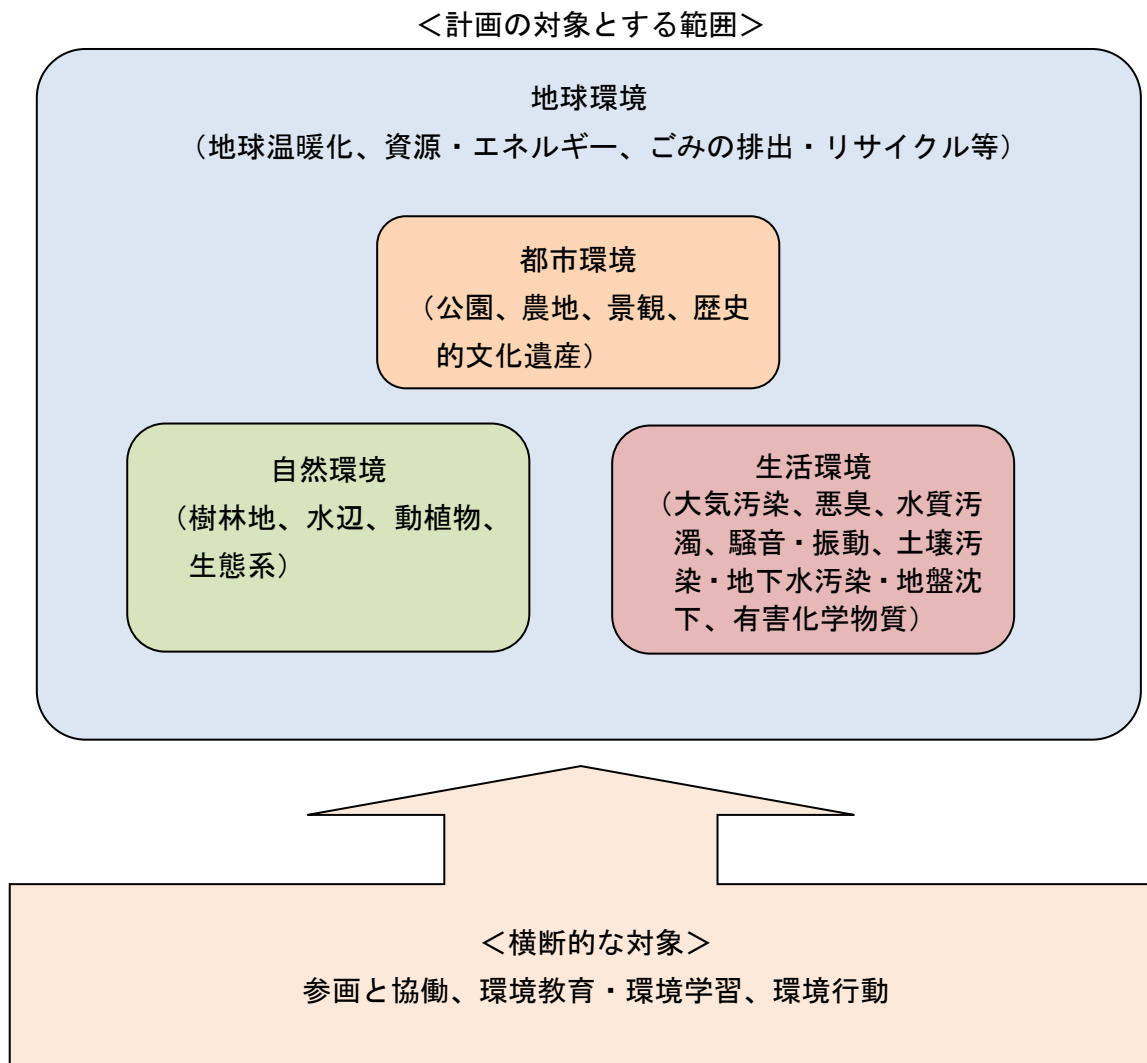 ＜計画の対象とする範囲＞
地球環境
（地球温暖化、資源・エネルギー、ごみの排出・リサイクル等）
都市環境
（公園、農地、景観、歴史
的文化遺産）
自然環境
（樹林地、水辺、動植物、
生態系）
生活環境
（大気汚染、悪臭、水質汚
濁、騒音・振動、土壌汚
染・地下水汚染・地盤沈
下、有害化学物質）
＜横断的な対象＞
参画と協働、環境教育・環境学習、環境行動